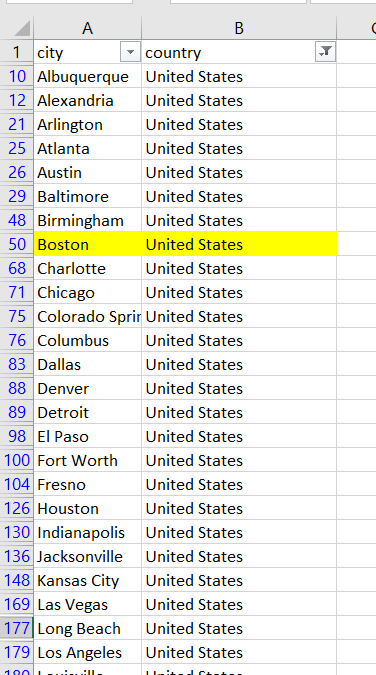 A B
1 city country
10 Albuquerque United States
12 Alexandria United States
21 Arlington United States
25 Atlanta United States
26 Austin United States
29 Baltimore United States
48 Birmingham United States
50 Boston United States
68 Charlotte United States
71 Chicago United States
75 Colorado Sprin United States
76 Columbus United States
83 Dallas United States
88 Denver United States
89 Detroit United States
98 El Paso United States
100 Fort Worth United States
104 Fresno United States
126 Houston United States
130 Indianapolis United States
136 Jacksonville United States
148 Kansas City United States
169 Las Vegas United States
177 Long Beach United States
179 Los Angeles United States
180 Louisville United States